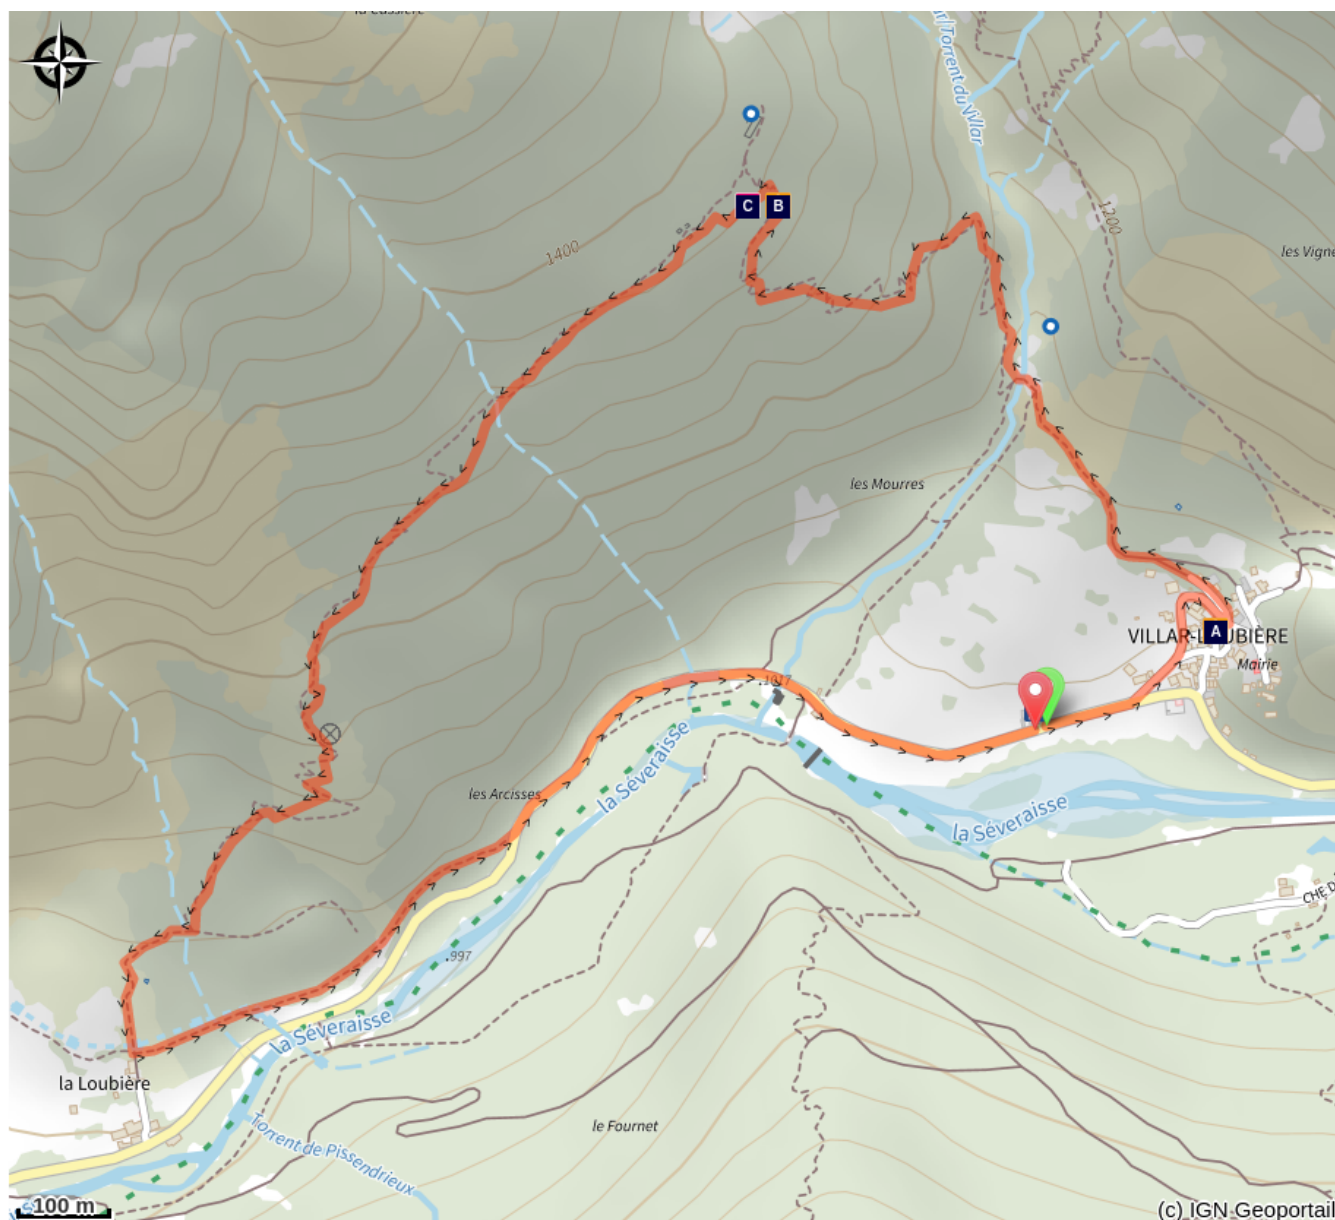 la Cassière
Torrent du Villar
1200
les Vigne
1400
les Mourres
C
B
A
VILLAR-LOUBIÈRE
Mairie
.1017
les Arcisses
la Séveraisse
la Séveraisse
CHE D
.997
la Séveraisse
la Loubière
le Fournet
Torrent de Pissendrieux
100 m
(c) IGN Geoportail